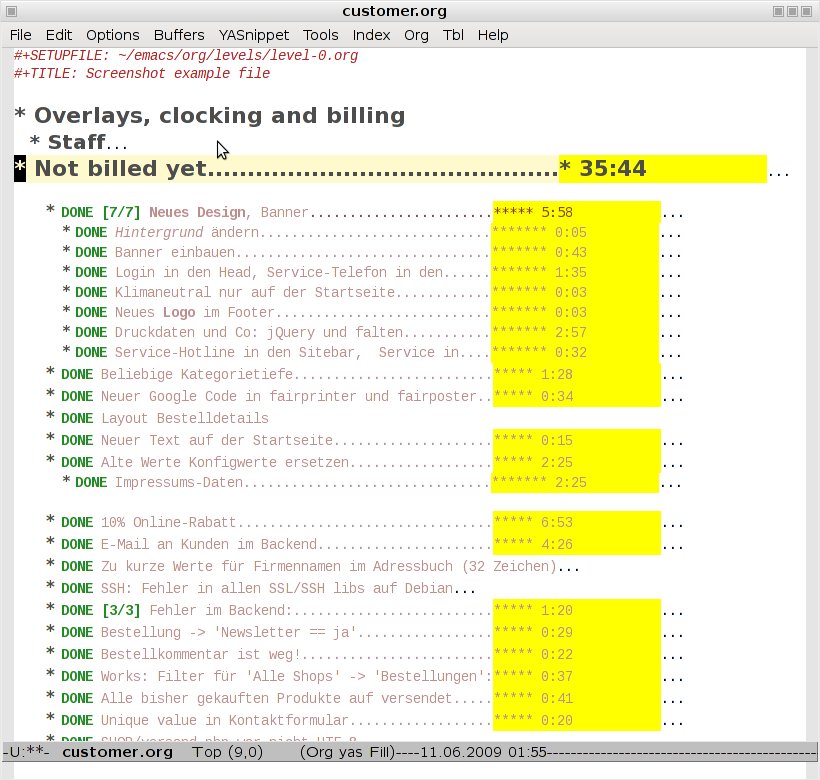 customer.org
File Edit Options Buffers YASnippet Tools Index Org Tbl Help
#+SETUPFILE: ~/emacs/org/levels/level-0.org
#+TITLE: Screenshot example file
* Overlays, clocking and billing
* Staff...
* Not billed yet.....................................* 35:44 ...
* DONE [7/7] Neues Design, Banner.......................***** 5:58 ...
* DONE Hintergrund ändern.............................******* 0:05 ...
* DONE Banner einbauen................................******* 0:43 ...
* DONE Login in den Head, Service-Telefon in den......******* 1:35 ...
* DONE Klimaneutral nur auf der Startseite............******* 0:03 ...
* DONE Neues Logo im Footer...........................******* 0:03 ...
* DONE Druckdaten und Co: jQuery und falten...........******* 2:57 ...
* DONE Service-Hotline in den Sitebar,  Service in....******* 0:32 ...
* DONE Beliebige Kategorietiefe.........................***** 1:28 ...
* DONE Neuer Google Code in fairprinter und fairposter..***** 0:34 ...
* DONE Layout Bestelldetails
* DONE Neuer Text auf der Startseite....................***** 0:15 ...
* DONE Alte Werte Konfigwerte ersetzen..................***** 2:25 ...
* DONE Impressums-Daten...............................******* 2:25 ...
* DONE 10% Online-Rabatt................................***** 6:53 ...
* DONE E-Mail an Kunden im Backend......................***** 4:26 ...
* DONE Zu kurze Werte für Firmennamen im Adressbuch (32 Zeichen)...
* DONE SSH: Fehler in allen SSL/SSH libs auf Debian...
* DONE [3/3] Fehler im Backend:.........................***** 1:20 ...
* DONE Bestellung -> 'Newsletter == ja'.................***** 0:29 ...
* DONE Bestellkommentar ist weg!........................***** 0:22 ...
* DONE Works: Filter für 'Alle Shops' -> 'Bestellungen':***** 0:37 ...
* DONE Alle bisher gekauften Produkte auf versendet.....***** 0:41 ...
* DONE Unique value in Kontaktformular..................***** 0:20 ...
-U:**-  customer.org   Top (9,0)     (Org yas Fill)----11.06.2009 01:55----------------------------------